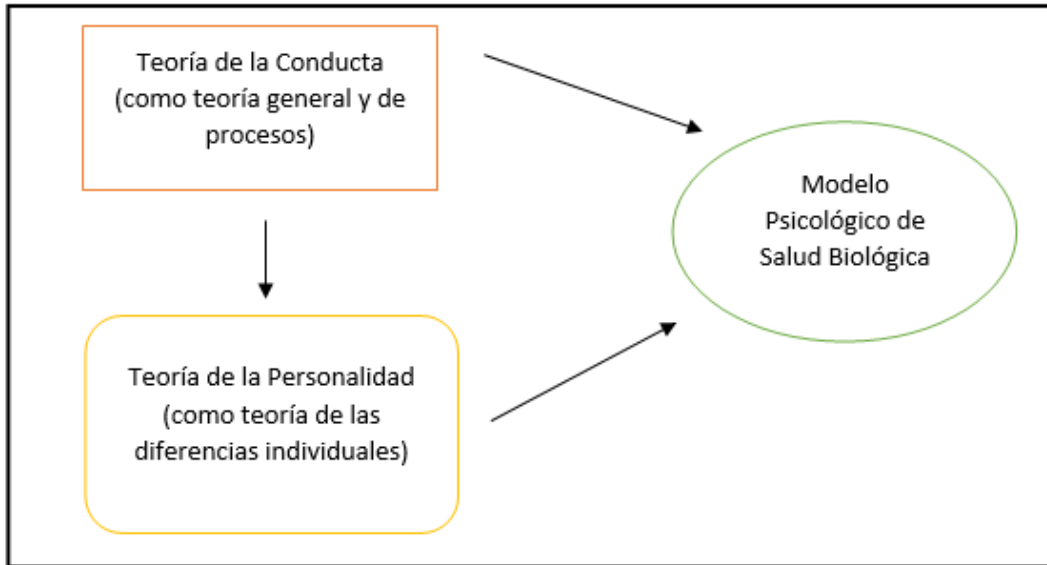 Teoría de la Conducta
(como teoría general y de
procesos)
Modelo
Psicológico de
Salud Biológica
Teoría de la Personalidad
(como teoría de las
diferencias individuales)